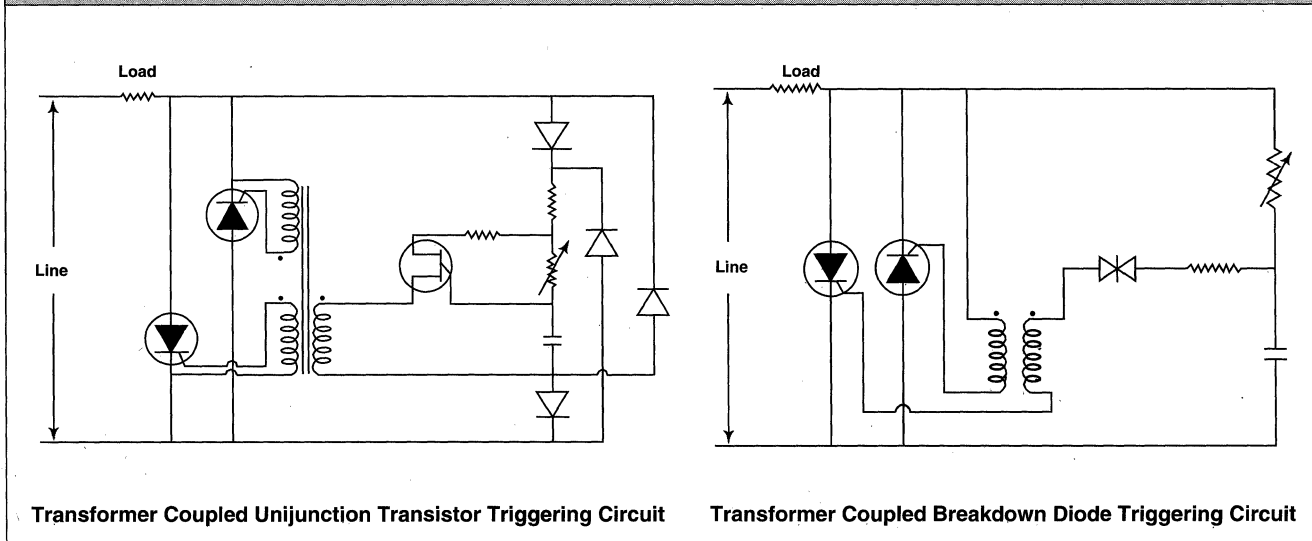 Load
Line
Transformer Coupled Unijunction Transistor Triggering Circuit
Load
Line
Transformer Coupled Breakdown Diode Triggering Circuit